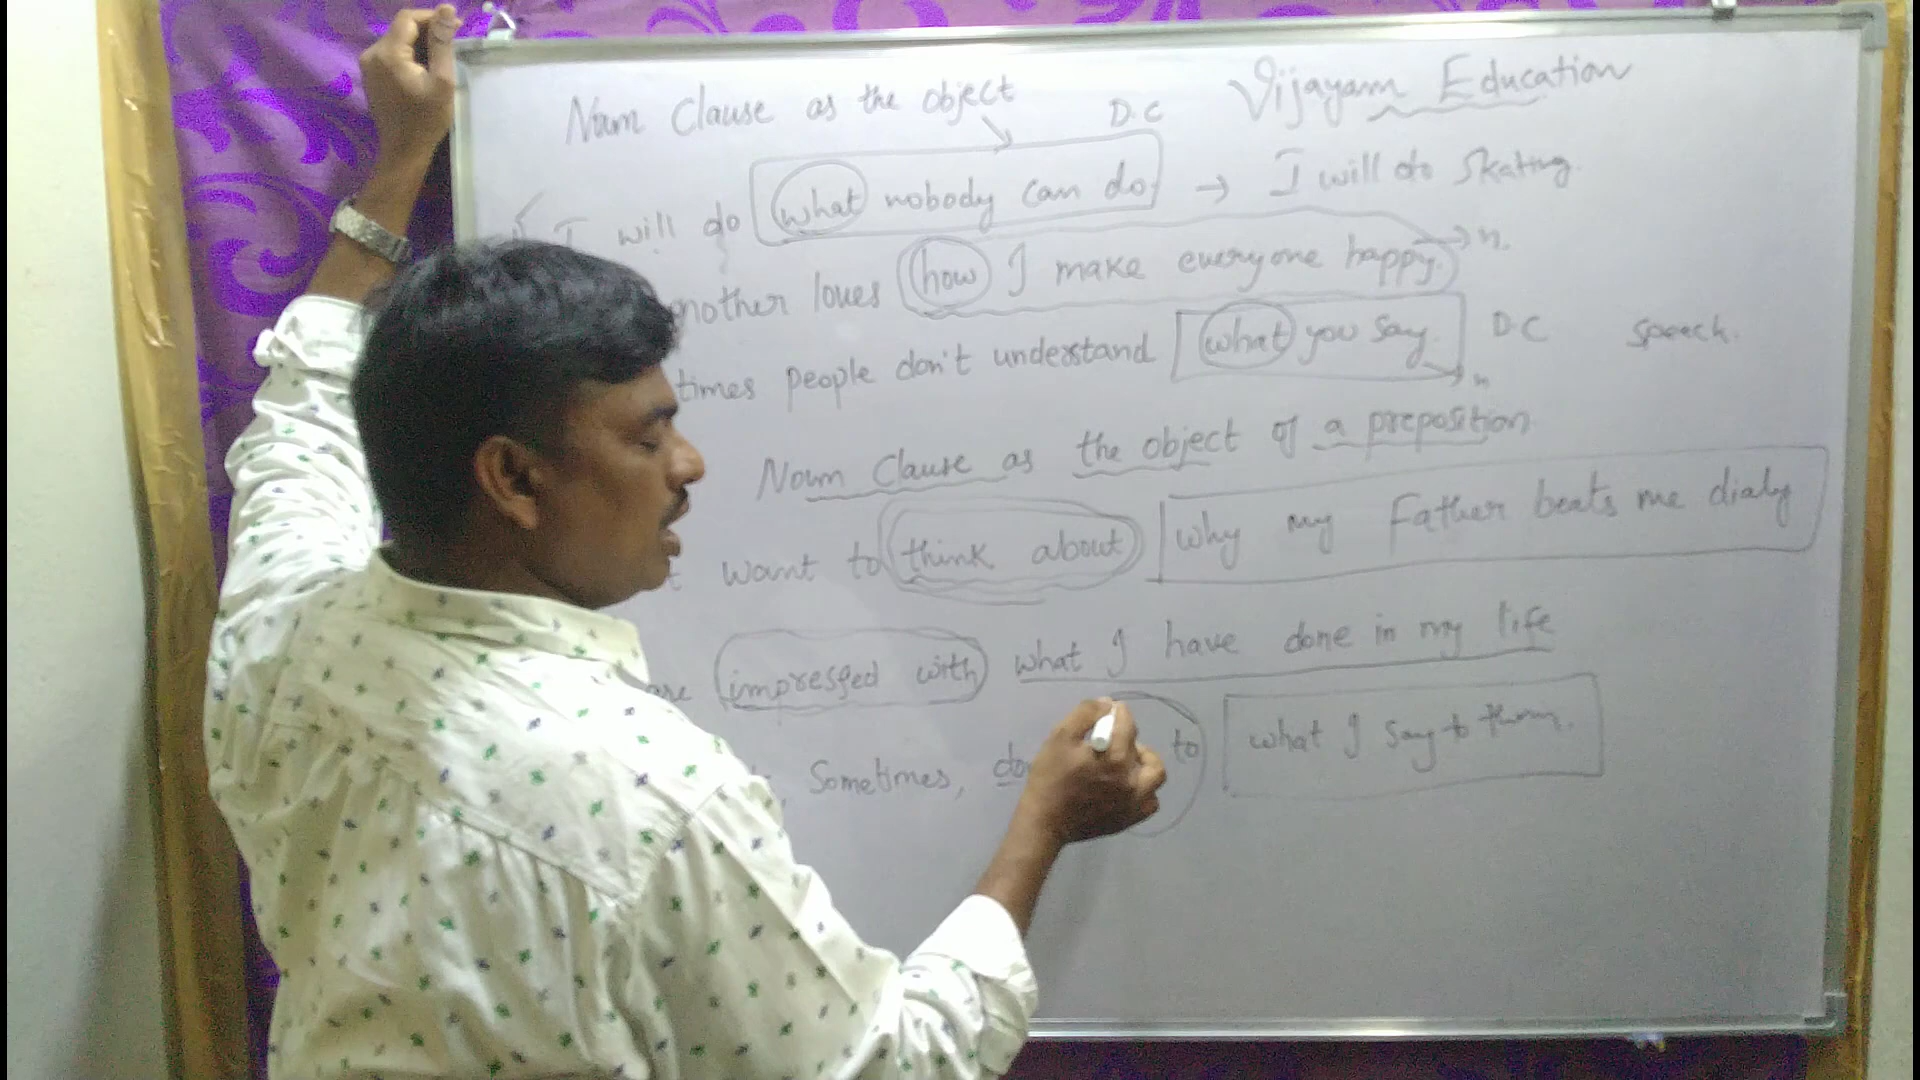 Noun Clause as the object D.C Vijayam Education
I will do what nobody can do → I will do Skating.
mother loves how I make everyone happy. → n.
times people don't understand what you say. D C speech.
n
Noun Clause as the object of a preposition
t want to think about why my Father beats me dialy
are impressed with what I have done in my life
Sometimes, do to what I say to them.